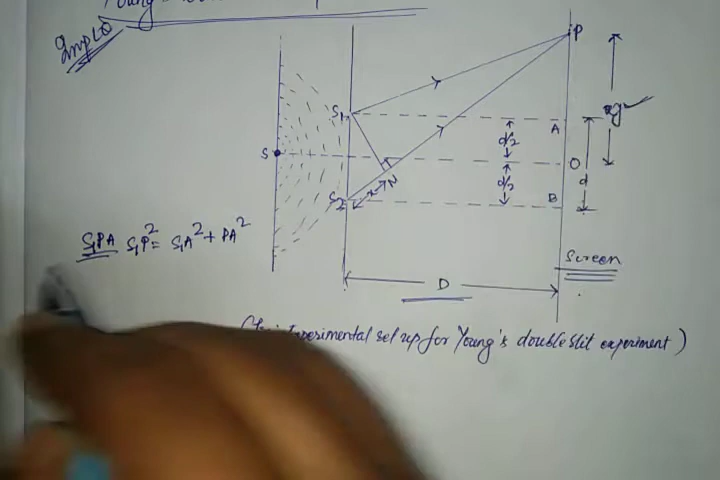 Imp LQ
P
S1
A
d/2
y
S
O
d
N
x
d/2
S2
B
S1PA S1P² = S1A² + PA²
Screen
D
experimental set up for Young's double slit experiment)